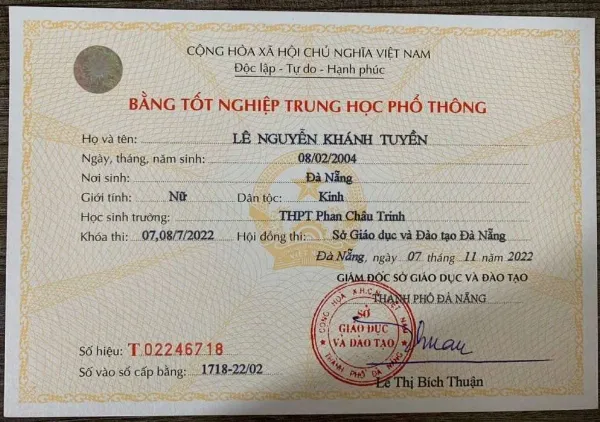 CỘNG HÒA XÃ HỘI CHỦ NGHĨA VIỆT NAM
Độc lập - Tự do - Hạnh phúc
BẰNG TỐT NGHIỆP TRUNG HỌC PHỔ THÔNG
Họ và tên: LÊ NGUYỄN KHÁNH TUYỀN
Ngày, tháng, năm sinh: 08/02/2004
Nơi sinh: Đà Nẵng
Giới tính: Nữ Dân tộc: Kinh
Học sinh trường: THPT Phan Châu Trinh
Khóa thi: 07,08/7/2022 Hội đồng thi: Sở Giáo dục và Đào tạo Đà Nẵng
Đà Nẵng, ngày 07 tháng 11 năm 2022
GIÁM ĐỐC SỞ GIÁO DỤC VÀ ĐÀO TẠO
THÀNH PHỐ ĐÀ NẴNG
SỞ
GIÁO DỤC
VÀ ĐÀO TẠO
THÀNH PHỐ ĐÀ NẴNG
Số hiệu: T 02246718
Số vào sổ cấp bằng: 1718-22/02
Lê Thị Bích Thuận